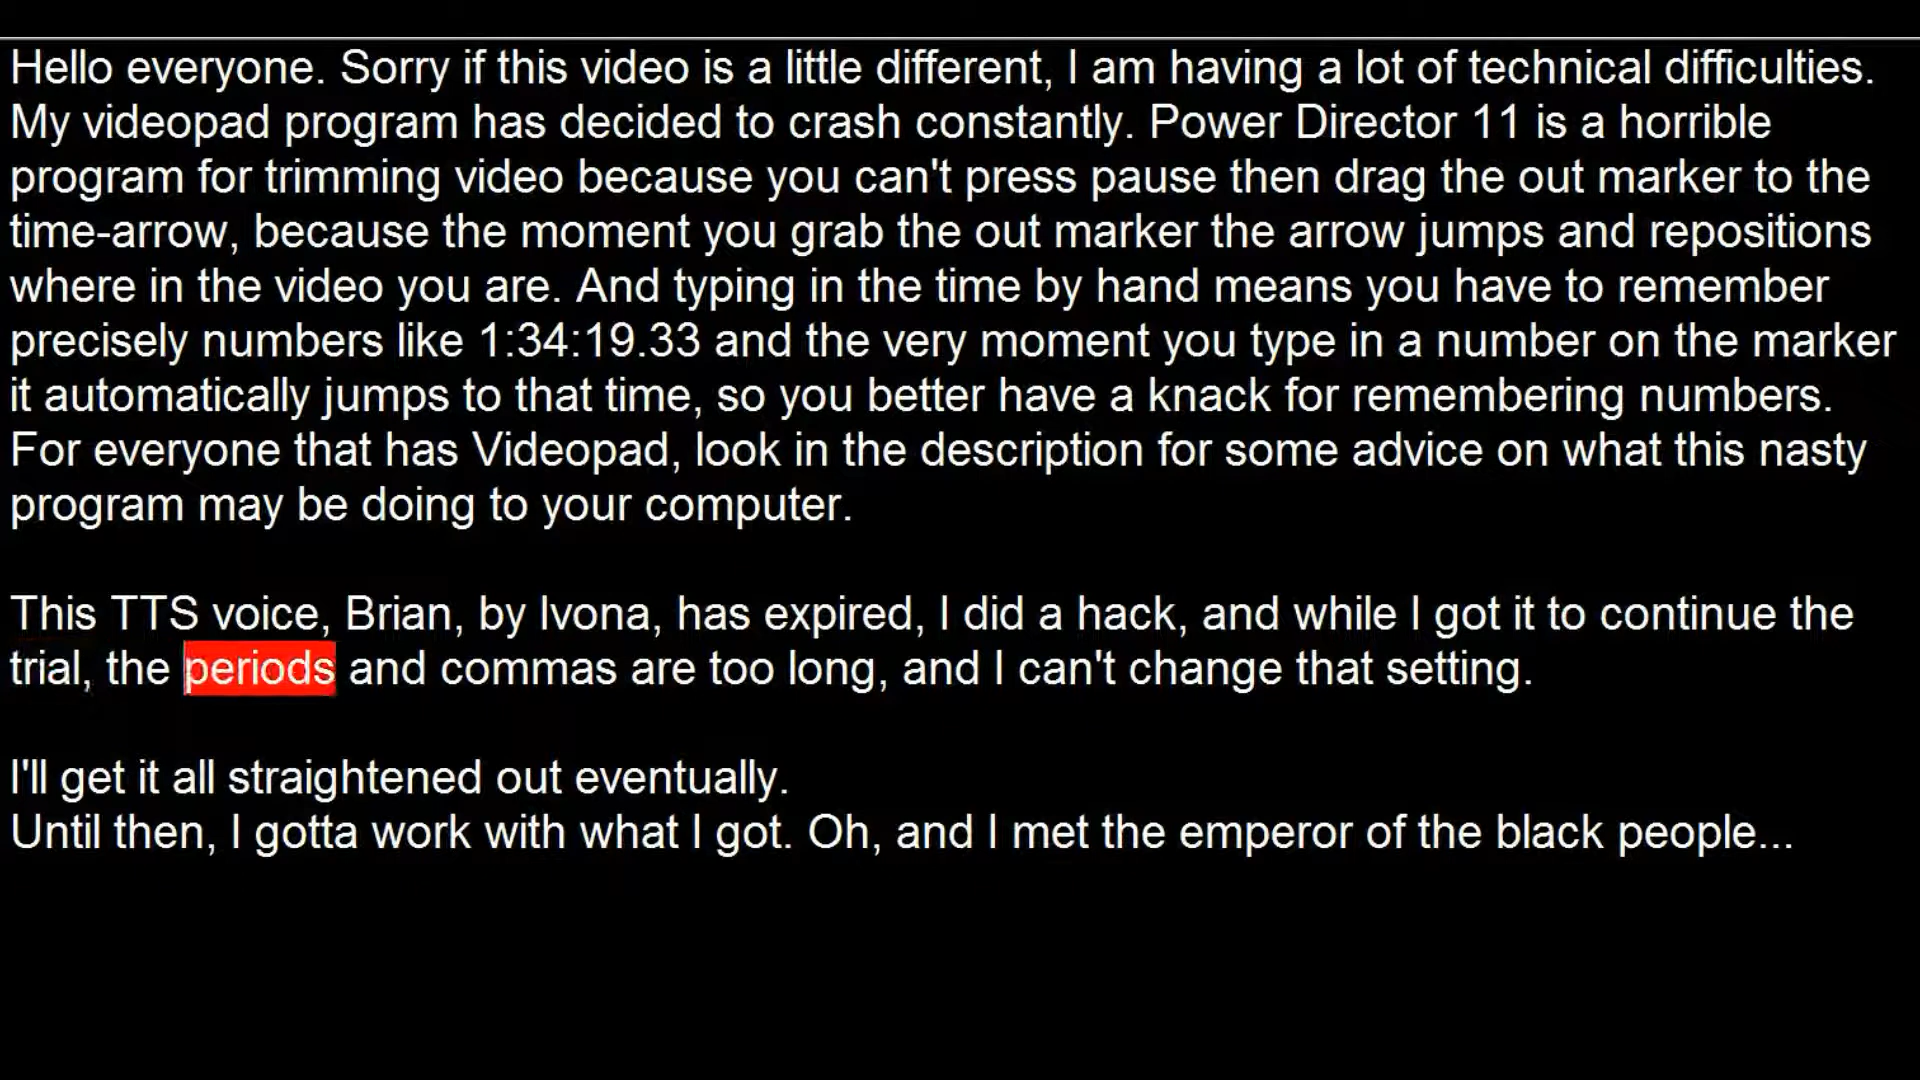 Hello everyone. Sorry if this video is a little different, I am having a lot of technical difficulties.
My videopad program has decided to crash constantly. Power Director 11 is a horrible
program for trimming video because you can't press pause then drag the out marker to the
time-arrow, because the moment you grab the out marker the arrow jumps and repositions
where in the video you are. And typing in the time by hand means you have to remember
precisely numbers like 1:34:19.33 and the very moment you type in a number on the marker
it automatically jumps to that time, so you better have a knack for remembering numbers.
For everyone that has Videopad, look in the description for some advice on what this nasty
program may be doing to your computer.
This TTS voice, Brian, by Ivona, has expired, I did a hack, and while I got it to continue the
trial, the periods and commas are too long, and I can't change that setting.
I'll get it all straightened out eventually.
Until then, I gotta work with what I got. Oh, and I met the emperor of the black people...